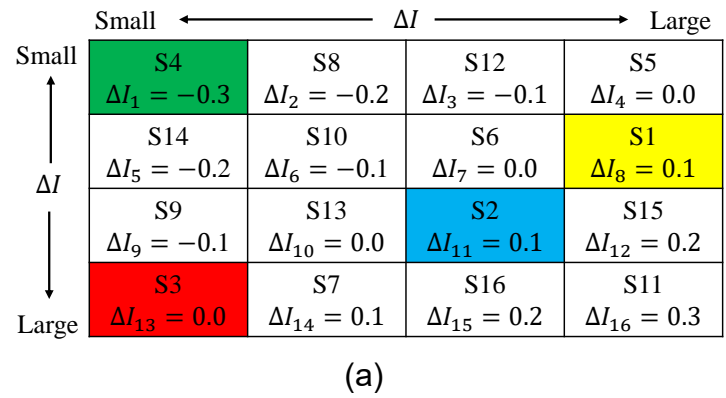 Small ΔI Large
Small
S4 S8 S12 S5
ΔI₁ = −0.3 ΔI₂ = −0.2 ΔI₃ = −0.1 ΔI₄ = 0.0
S14 S10 S6 S1
ΔI₅ = −0.2 ΔI₆ = −0.1 ΔI₇ = 0.0 ΔI₈ = 0.1
ΔI
S9 S13 S2 S15
ΔI₉ = −0.1 ΔI₁₀ = 0.0 ΔI₁₁ = 0.1 ΔI₁₂ = 0.2
S3 S7 S16 S11
ΔI₁₃ = 0.0 ΔI₁₄ = 0.1 ΔI₁₅ = 0.2 ΔI₁₆ = 0.3
Large
(a)